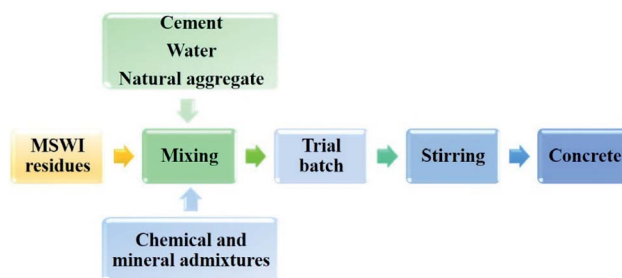 Cement
Water
Natural aggregate
MSWI
residues
Mixing
Trial
batch
Stirring
Concrete
Chemical and
mineral admixtures